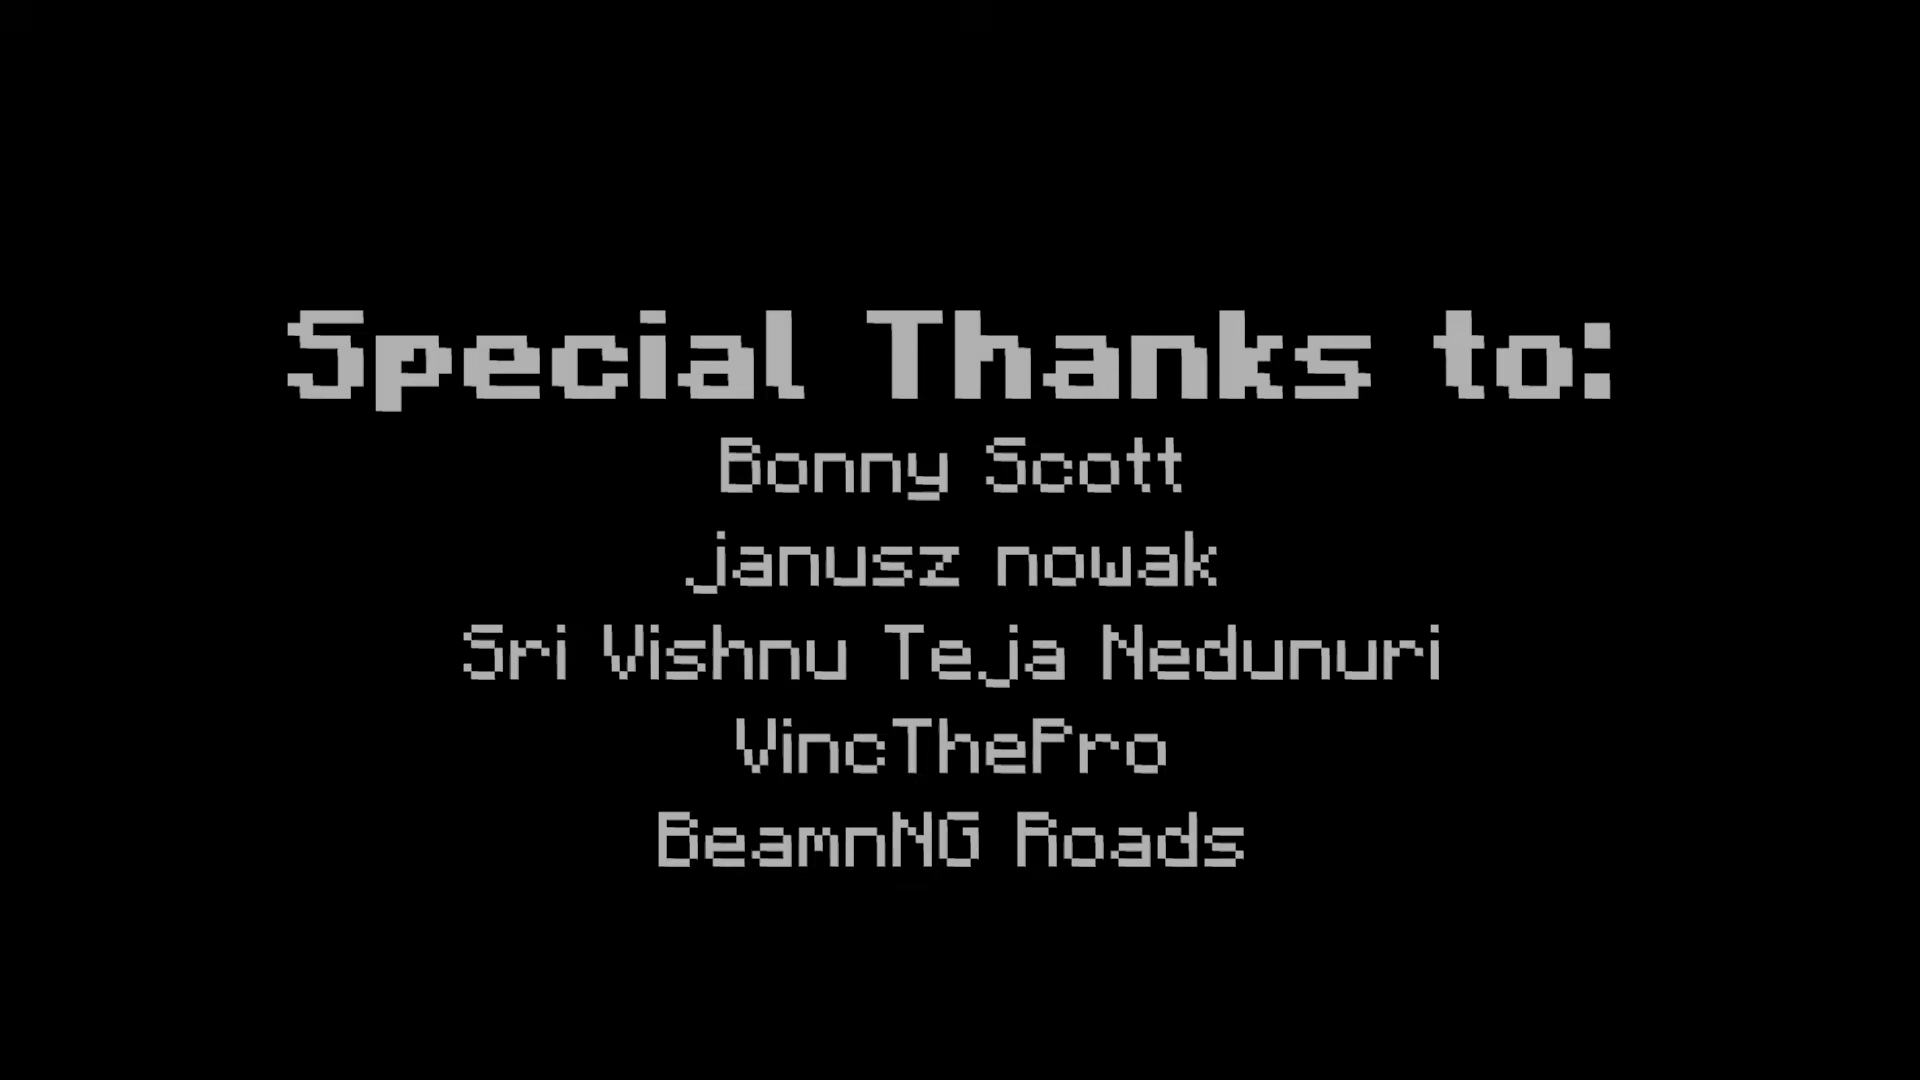 Special Thanks to:
Bonny Scott
janusz nowak
Sri Vishnu Teja Nedunuri
VincThePro
BeamnNG Roads